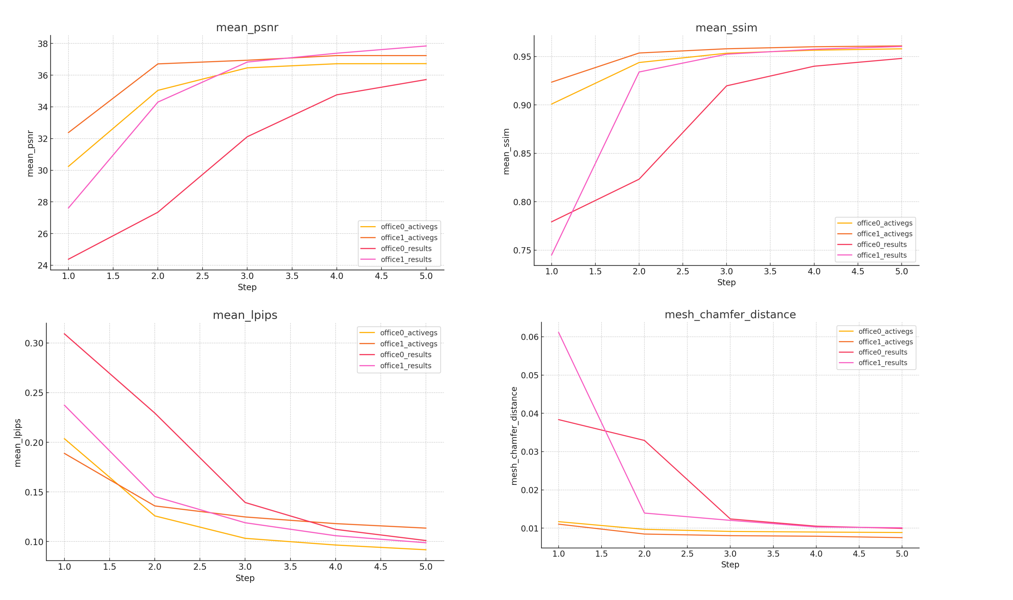 mean_psnr
mean_psnr
38
36
34
32
30
28
26
24
1.0 1.5 2.0 2.5 3.0 3.5 4.0 4.5 5.0
Step
office0_activegs
office1_activegs
office0_results
office1_results
mean_ssim
mean_ssim
0.95
0.90
0.85
0.80
0.75
1.0 1.5 2.0 2.5 3.0 3.5 4.0 4.5 5.0
Step
office0_activegs
office1_activegs
office0_results
office1_results
mean_lpips
mean_lpips
0.30
0.25
0.20
0.15
0.10
1.0 1.5 2.0 2.5 3.0 3.5 4.0 4.5 5.0
Step
office0_activegs
office1_activegs
office0_results
office1_results
mesh_chamfer_distance
mesh_chamfer_distance
0.06
0.05
0.04
0.03
0.02
0.01
1.0 1.5 2.0 2.5 3.0 3.5 4.0 4.5 5.0
Step
office0_activegs
office1_activegs
office0_results
office1_results